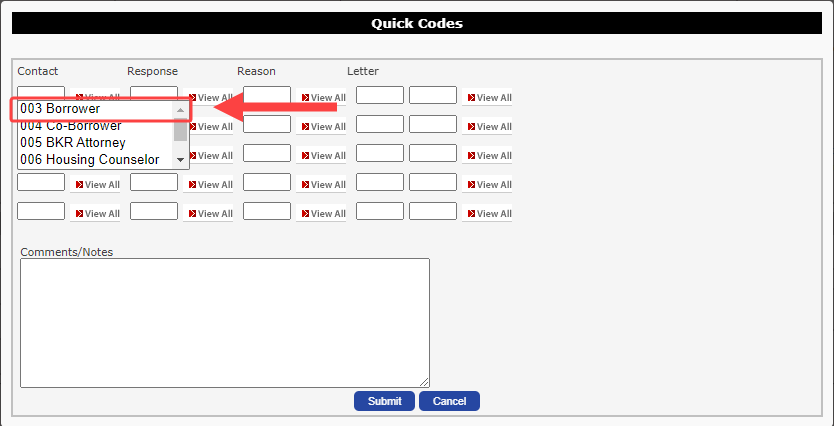 Quick Codes
Contact Response Reason Letter
View All View All View All View All
003 Borrower
004 Co-Borrower View All View All View All
005 BKR Attorney
006 Housing Counselor View All View All View All
View All View All View All View All
View All View All View All View All
Comments/Notes
Submit Cancel